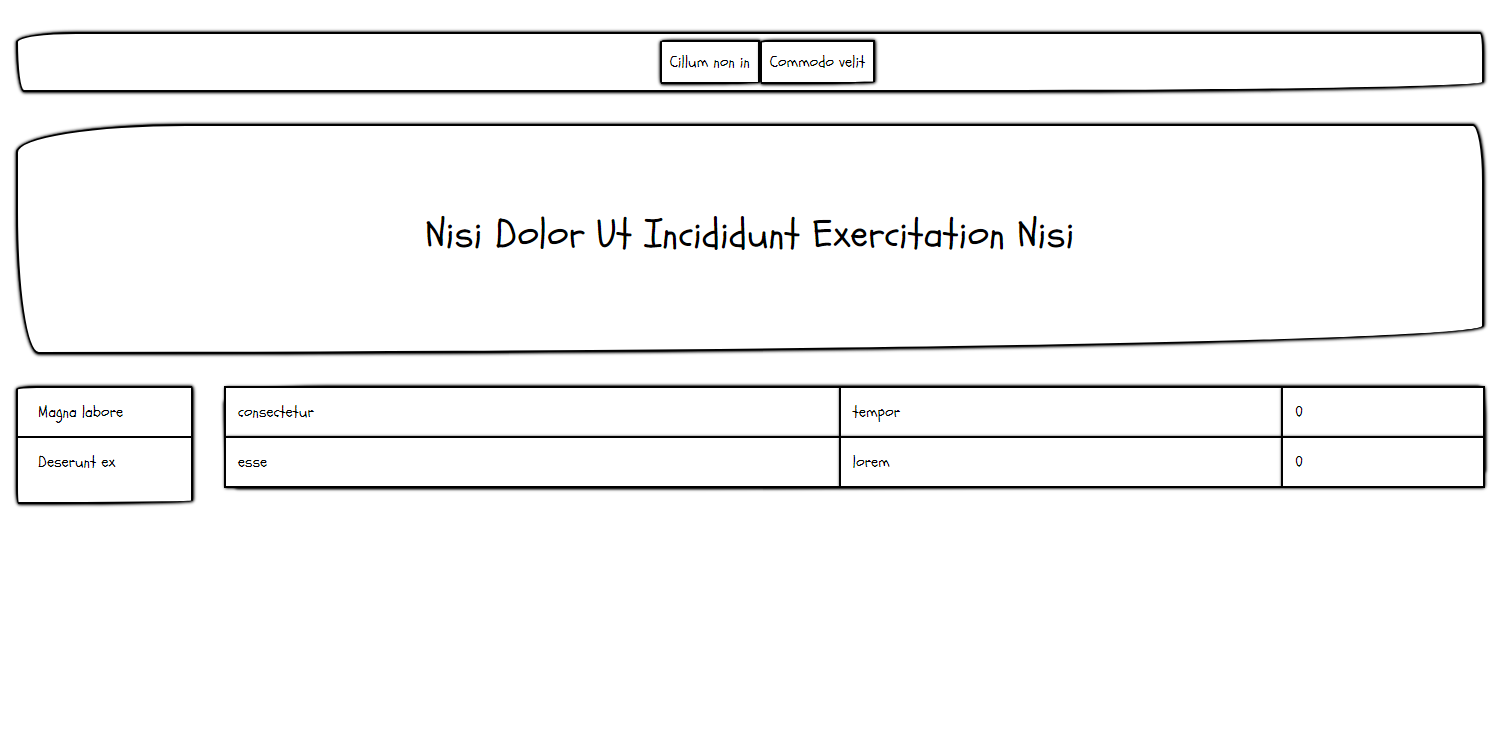 Cillum non in Commodo velit
Nisi Dolor Ut Incididunt Exercitation Nisi
Magna labore
Deserunt ex
consectetur tempor 0
esse lorem 0